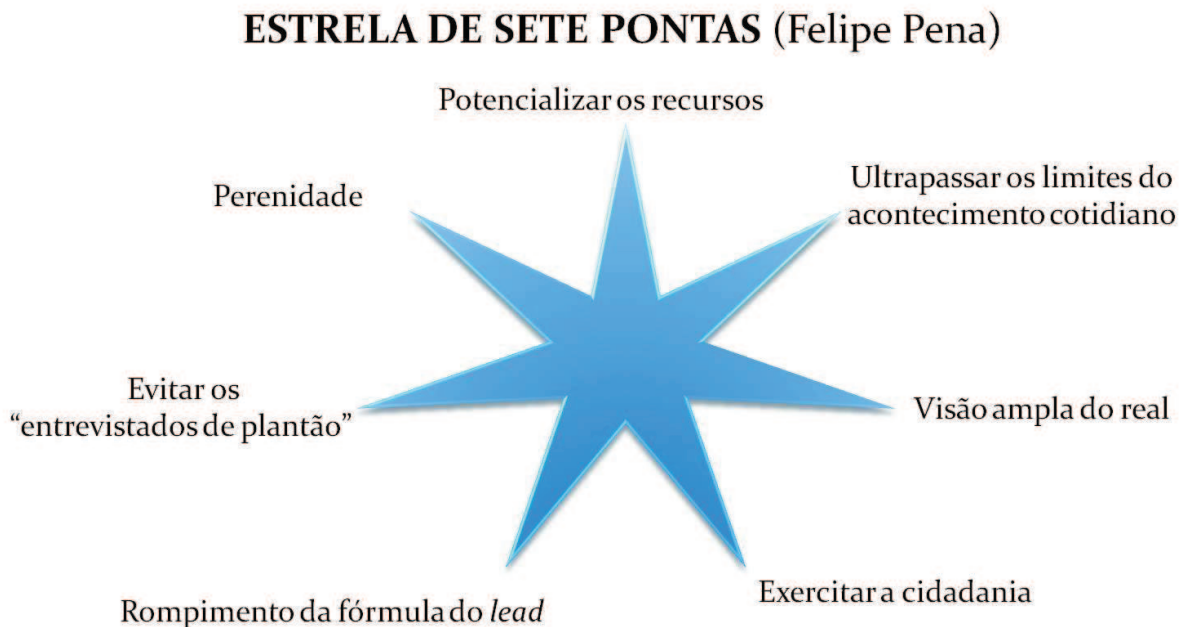 ESTRELA DE SETE PONTAS (Felipe Pena)
Potencializar os recursos
Ultrapassar os limites do
acontecimento cotidiano
Visão ampla do real
Exercitar a cidadania
Rompimento da fórmula do lead
Evitar os
“entrevistados de plantão”
Perenidade